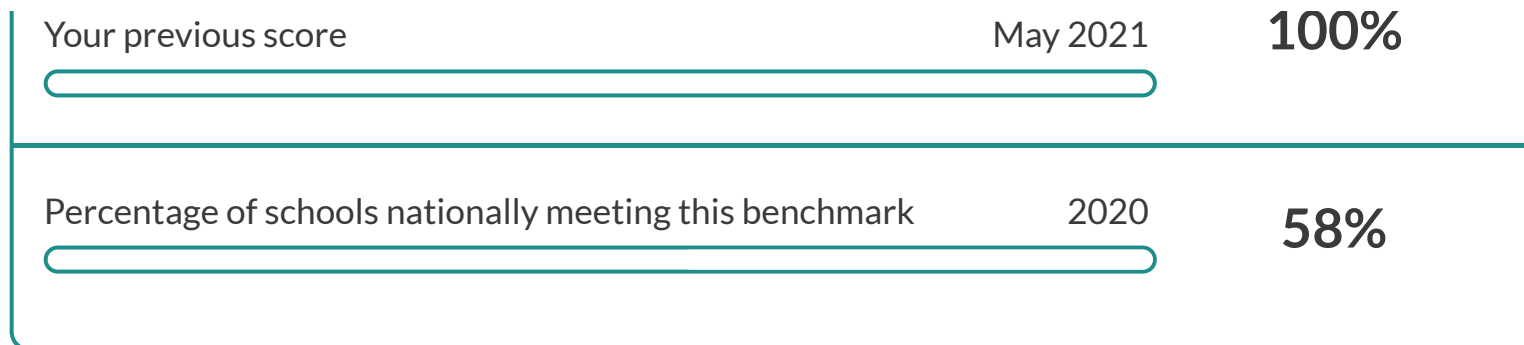 Your previous score May 2021 100%
Percentage of schools nationally meeting this benchmark 2020 58%